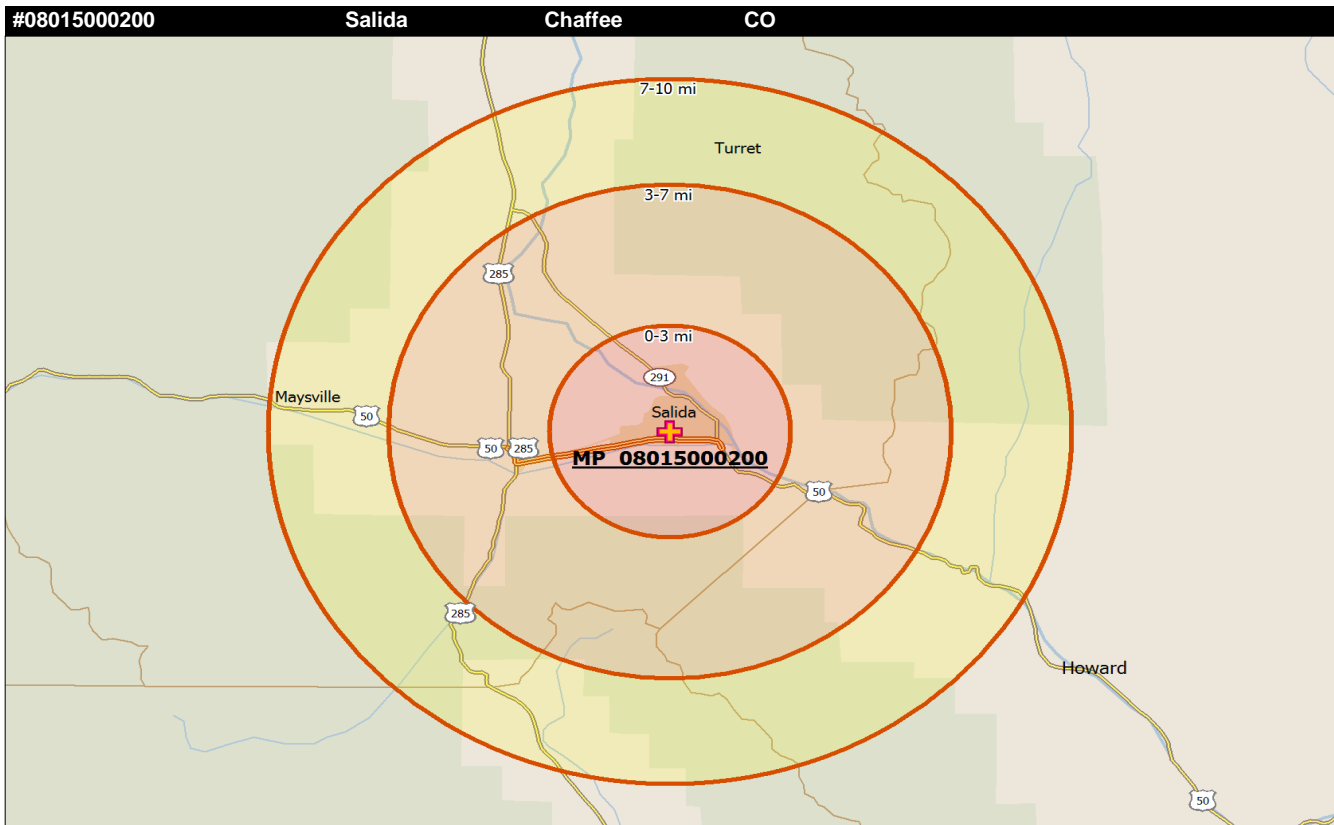 #08015000200 Salida Chaffee CO
7-10 mi
Turret
3-7 mi
285
0-3 mi
291
Maysville
Salida
50
50 285
MP 08015000200
50
285
Howard
50